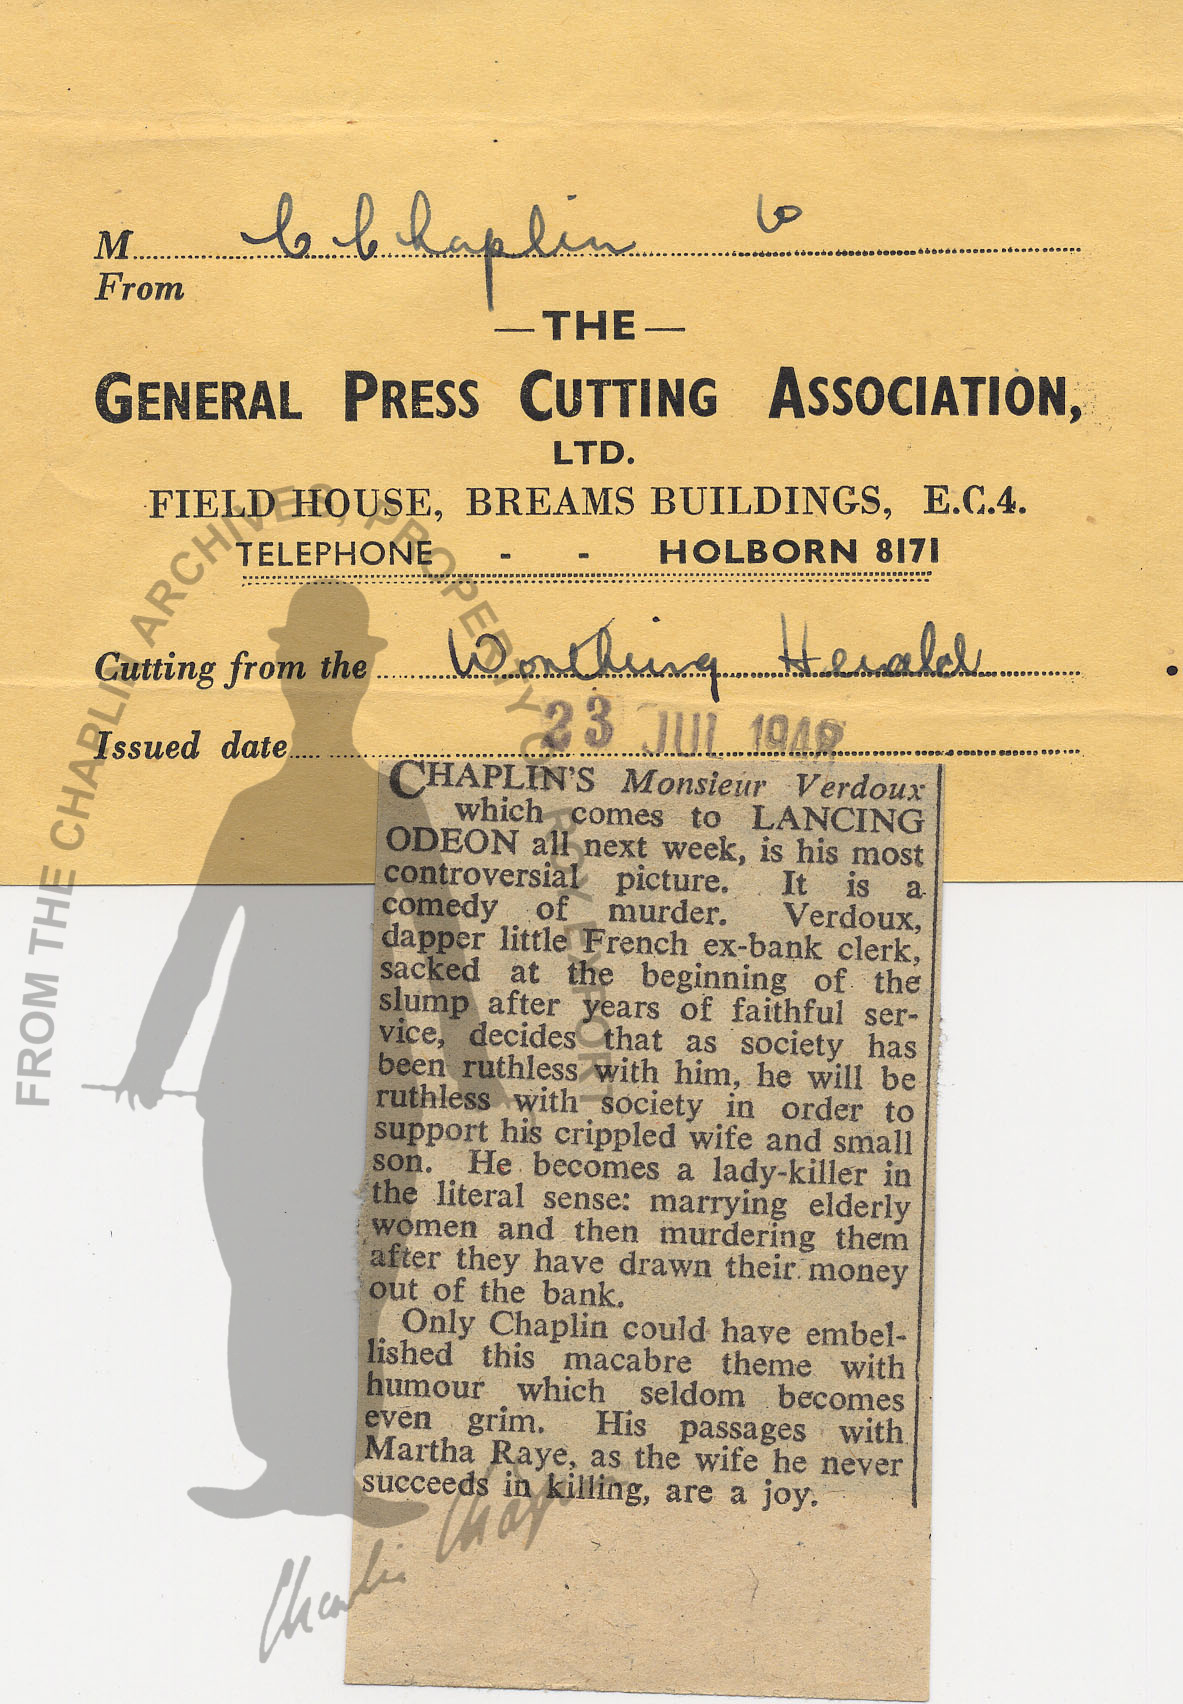 M C Chaplin 6
From
—THE—
GENERAL PRESS CUTTING ASSOCIATION,
LTD.
FIELD HOUSE, BREAMS BUILDINGS, E.C.4.
TELEPHONE - - HOLBORN 8171
Cutting from the Worthing Herald
Issued date 23 JUL 1948
CHAPLIN'S Monsieur Verdoux
which comes to LANCING
ODEON all next week, is his most
controversial picture. It is a
comedy of murder. Verdoux,
dapper little French ex-bank clerk,
sacked at the beginning of the
slump after years of faithful ser-
vice, decides that as society has
been ruthless with him, he will be
ruthless with society in order to
support his crippled wife and small
son. He becomes a lady-killer in
the literal sense: marrying elderly
women and then murdering them
after they have drawn their money
out of the bank.
Only Chaplin could have embel-
lished this macabre theme with
humour which seldom becomes
even grim. His passages with
Martha Raye, as the wife he never
succeeds in killing, are a joy.
FROM THE CHAPLIN ARCHIVES, PROPERTY OF ROY EXPORT
Charlie Chaplin